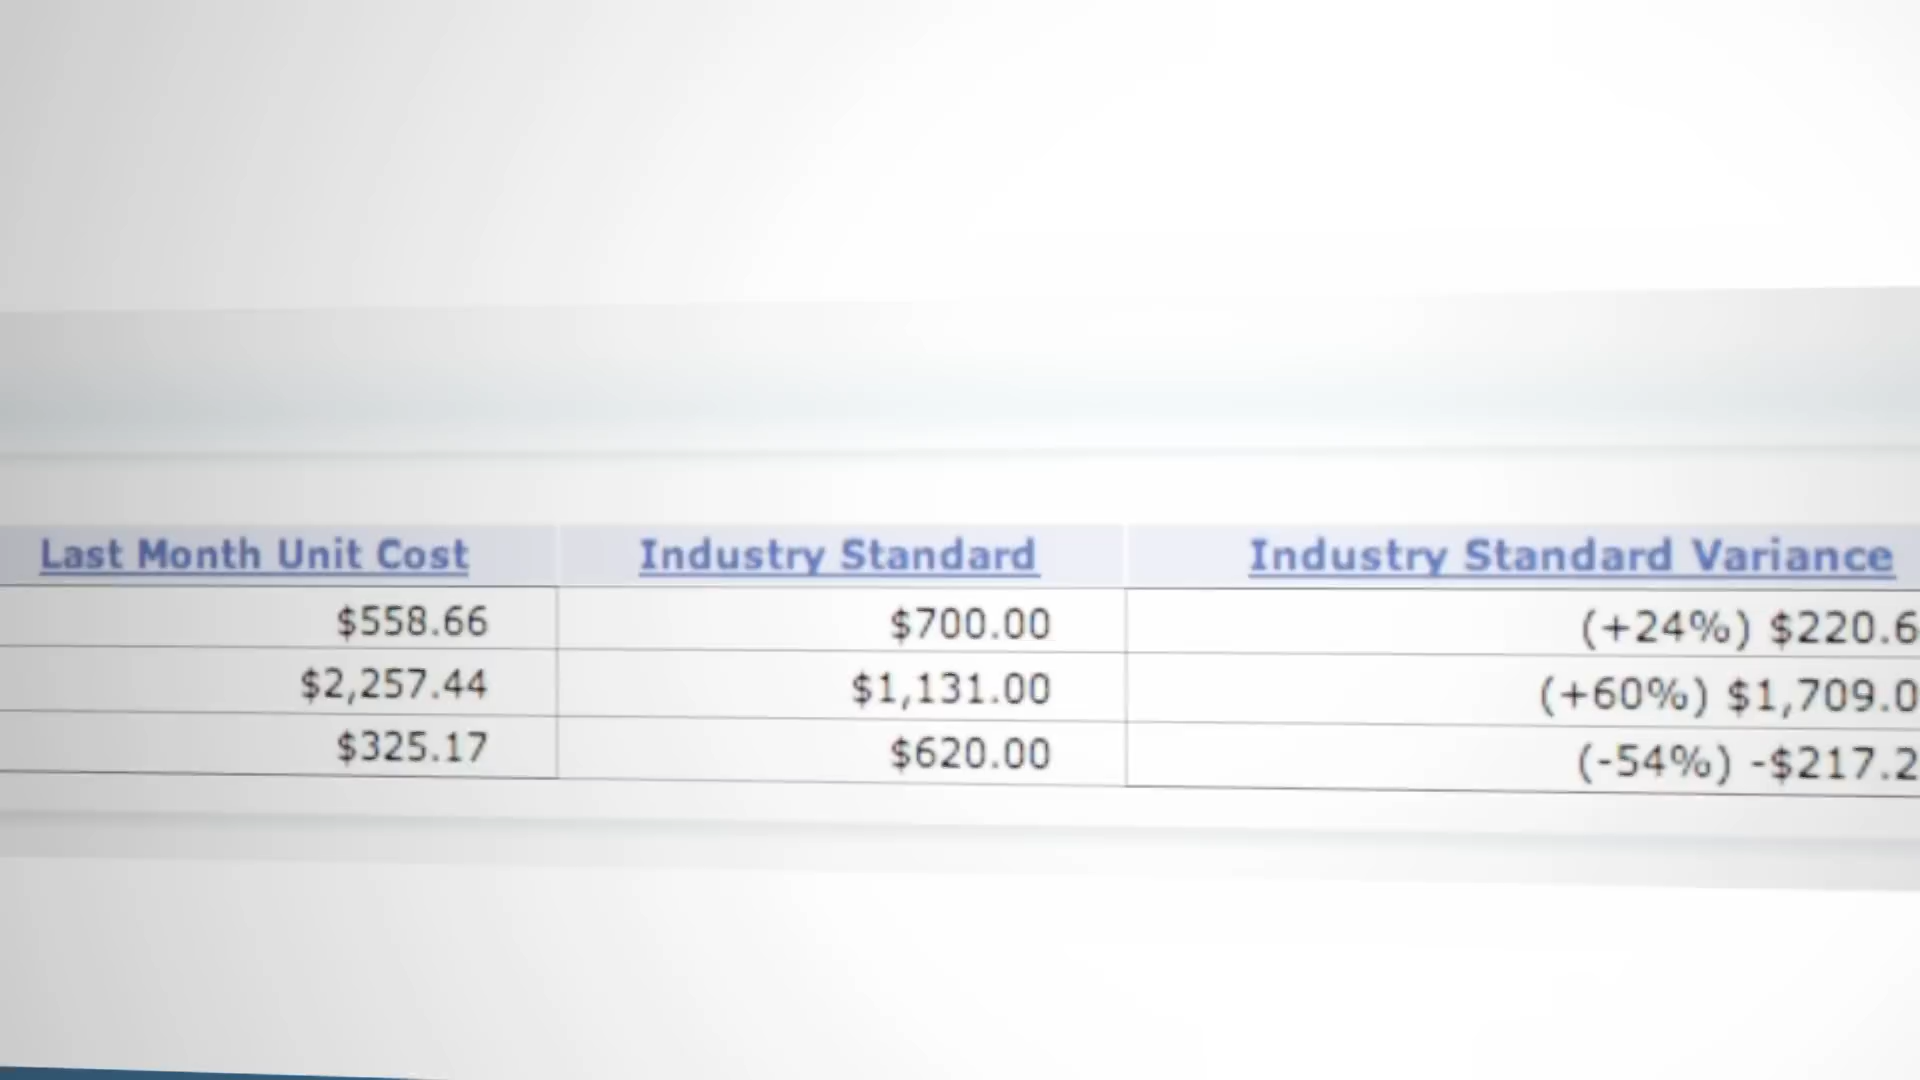 Last Month Unit Cost Industry Standard Industry Standard Variance
$558.66 $700.00 (+24%) $220.6
$2,257.44 $1,131.00 (+60%) $1,709.0
$325.17 $620.00 (-54%) -$217.2